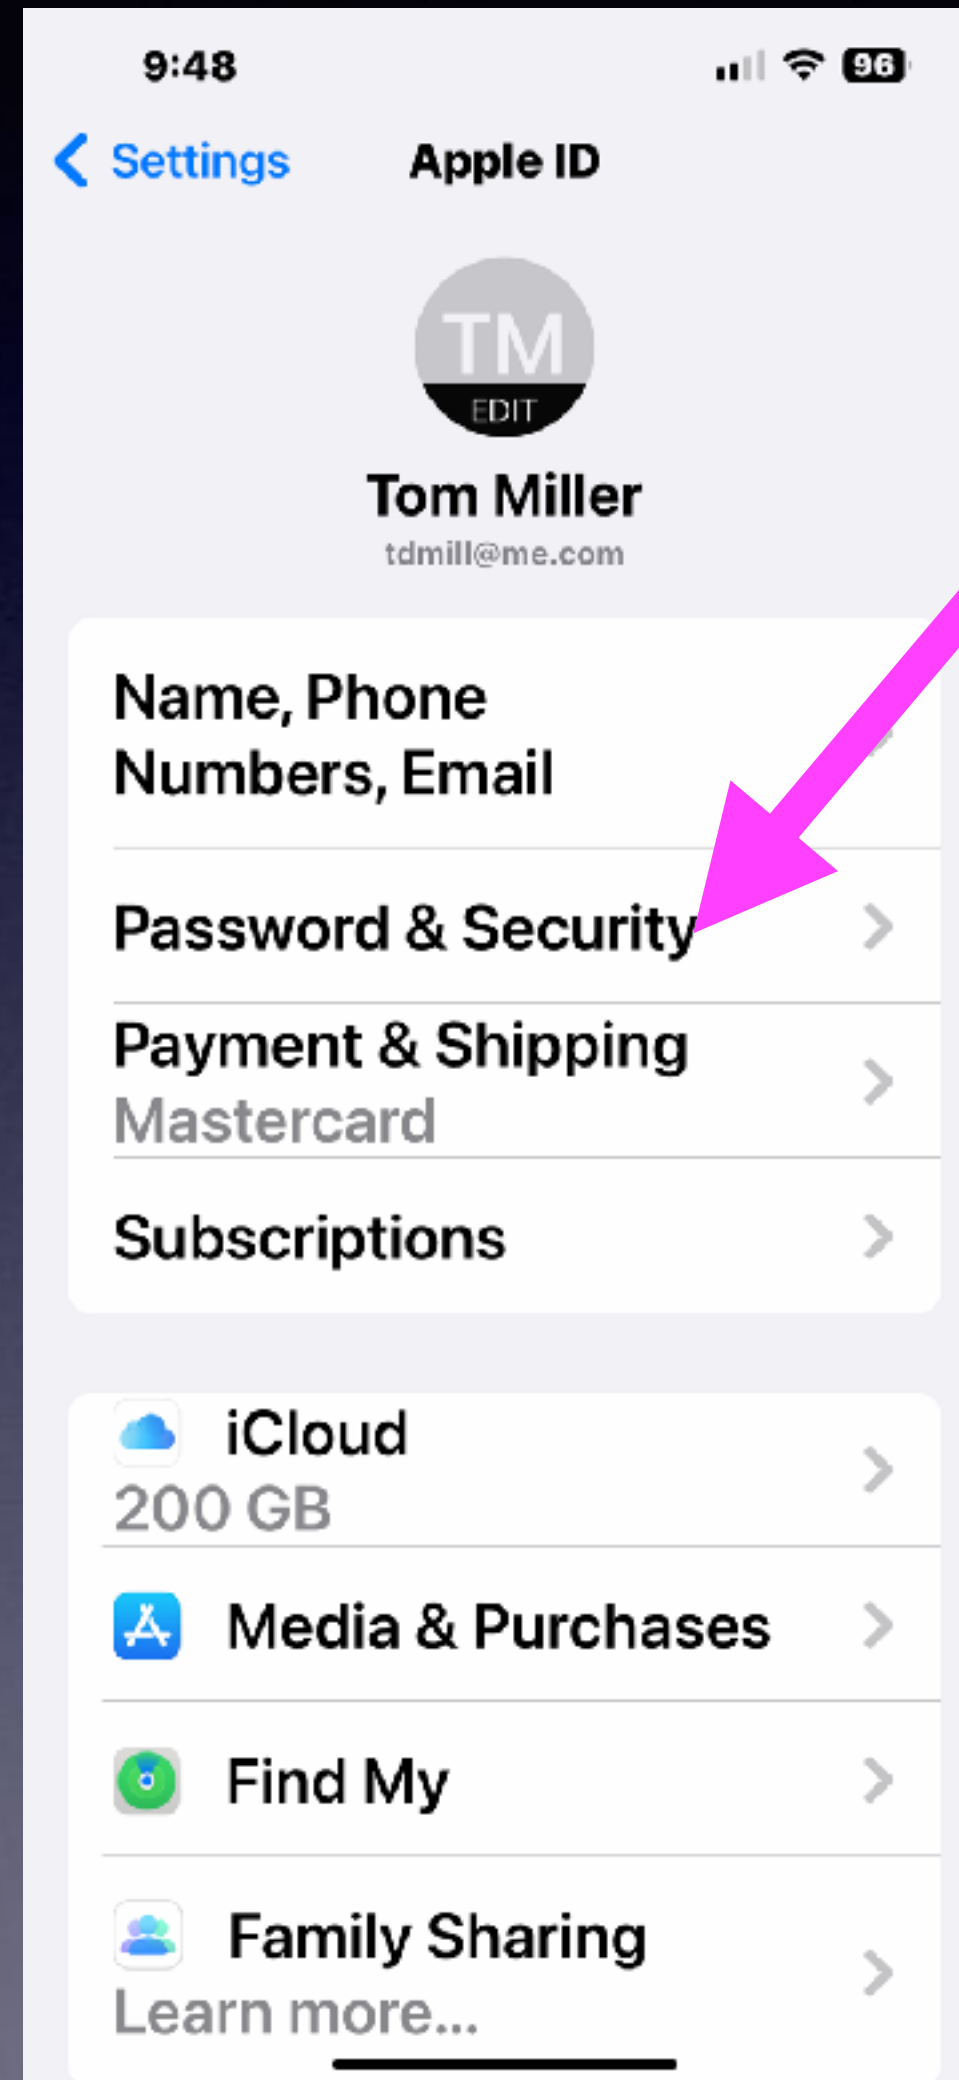 9:48
96
Settings
Apple ID
TM
EDIT
Tom Miller
tdmill@me.com
Name, Phone
Numbers, Email
Password & Security
Payment & Shipping
Mastercard
Subscriptions
iCloud
200 GB
Media & Purchases
Find My
Family Sharing
Learn more...